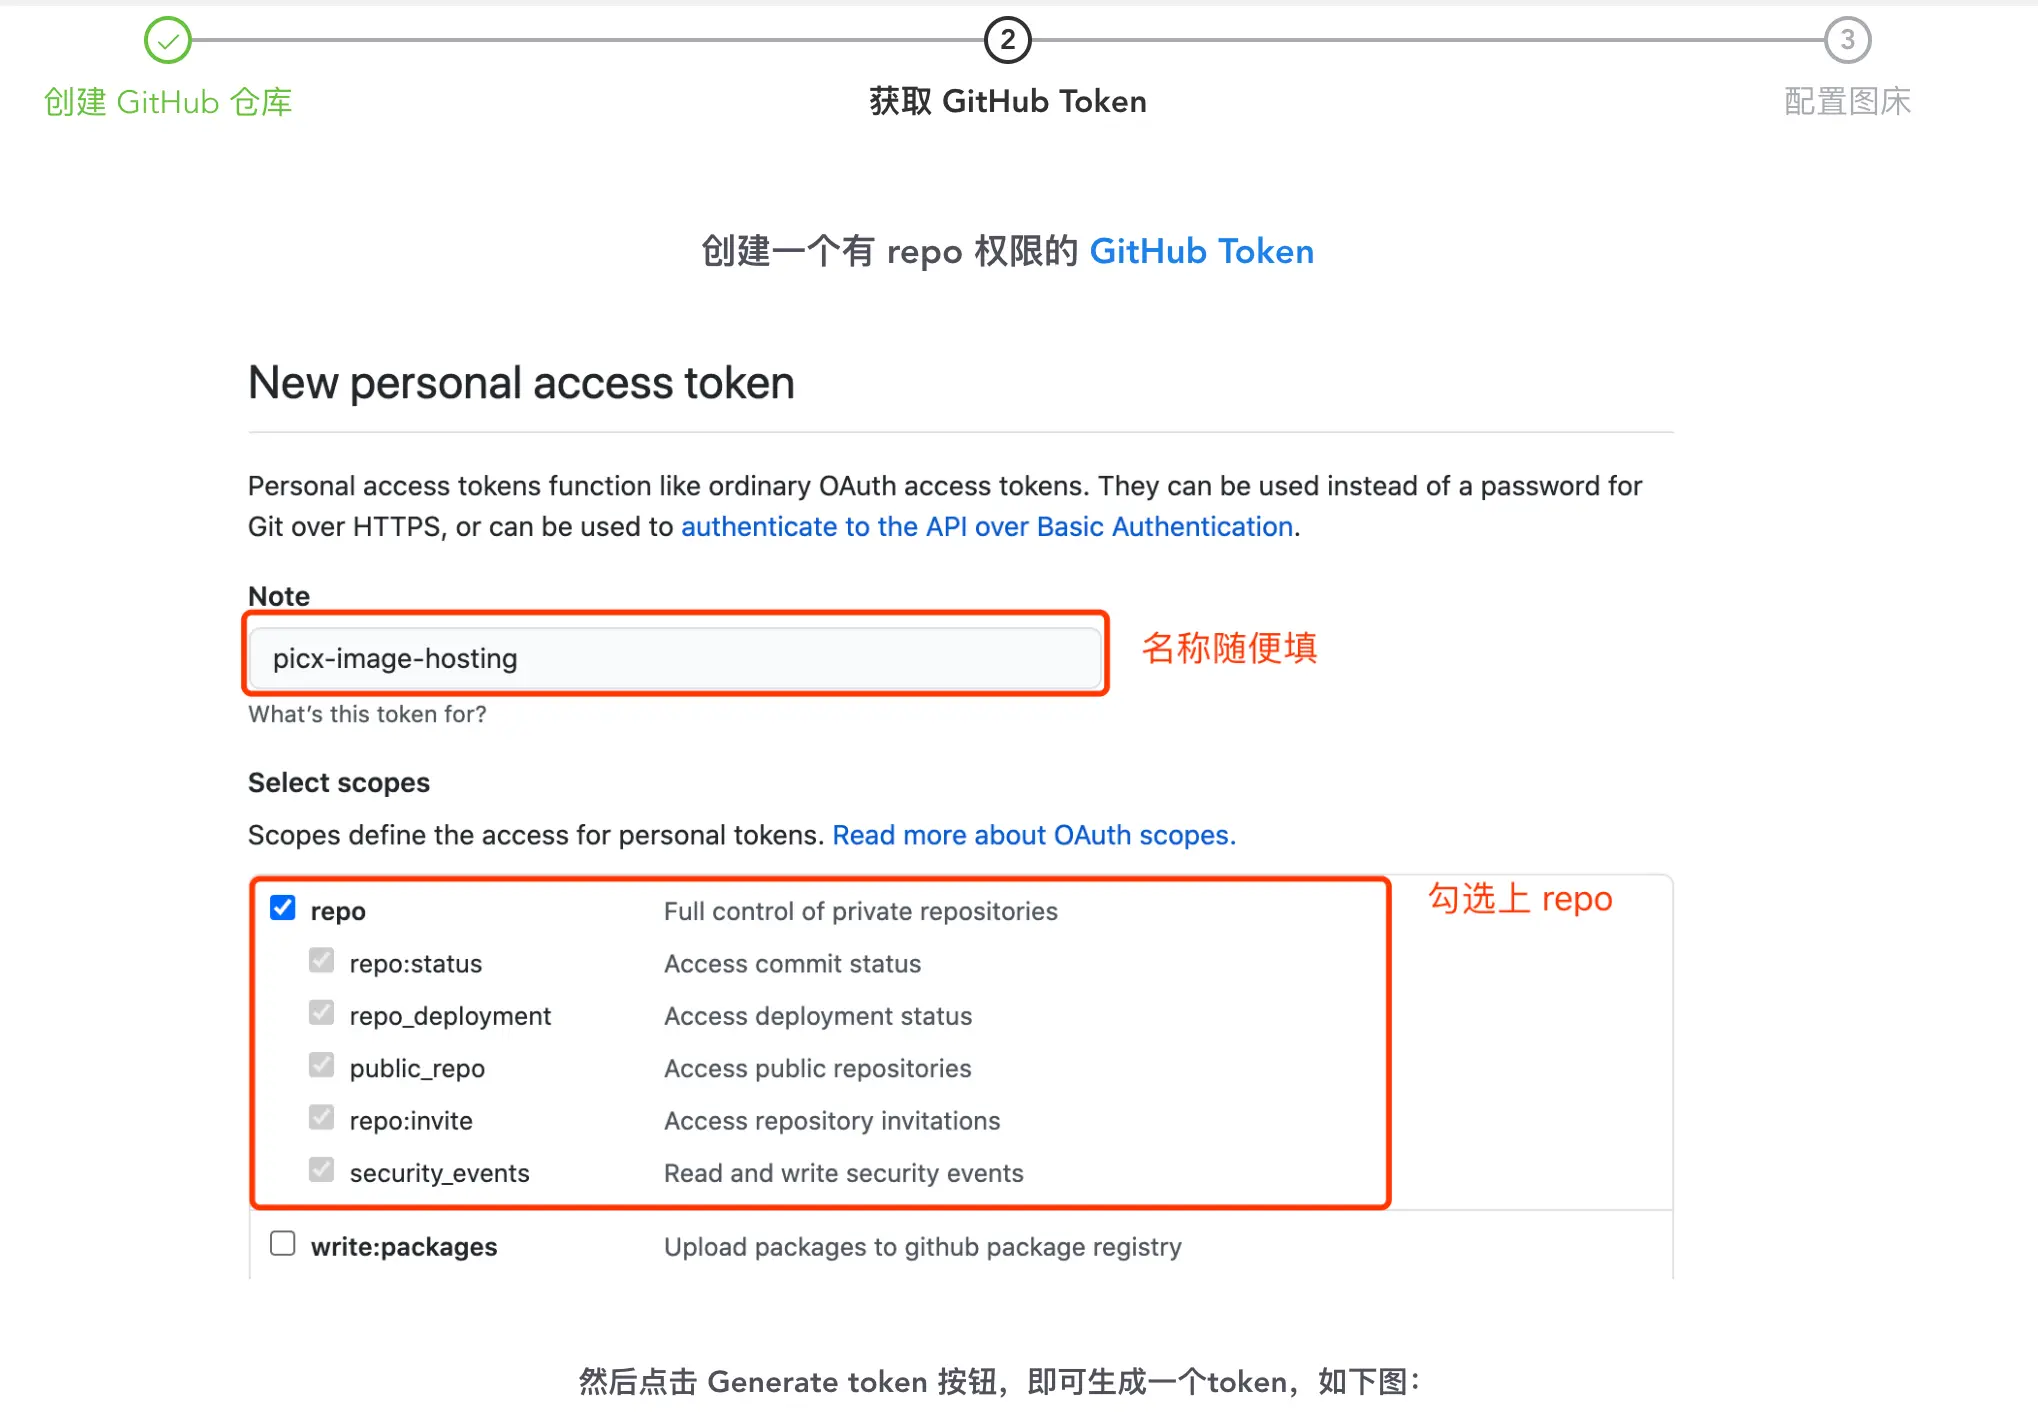 2
3
创建 GitHub 仓库
获取 GitHub Token
配置图床
创建一个有 repo 权限的 GitHub Token
New personal access token
Personal access tokens function like ordinary OAuth access tokens. They can be used instead of a password for
Git over HTTPS, or can be used to authenticate to the API over Basic Authentication.
Note
picx-image-hosting
名称随便填
What's this token for?
Select scopes
Scopes define the access for personal tokens. Read more about OAuth scopes.
repo Full control of private repositories
勾选上 repo
repo:status Access commit status
repo_deployment Access deployment status
public_repo Access public repositories
repo:invite Access repository invitations
security_events Read and write security events
write:packages Upload packages to github package registry
然后点击 Generate token 按钮，即可生成一个token，如下图：